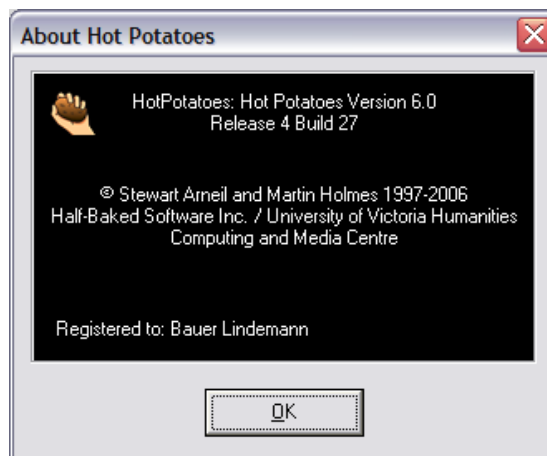 About Hot Potatoes
HotPotatoes: Hot Potatoes Version 6.0
Release 4 Build 27
© Stewart Arneil and Martin Holmes 1997-2006
Half-Baked Software Inc. / University of Victoria Humanities
Computing and Media Centre
Registered to: Bauer Lindemann
OK